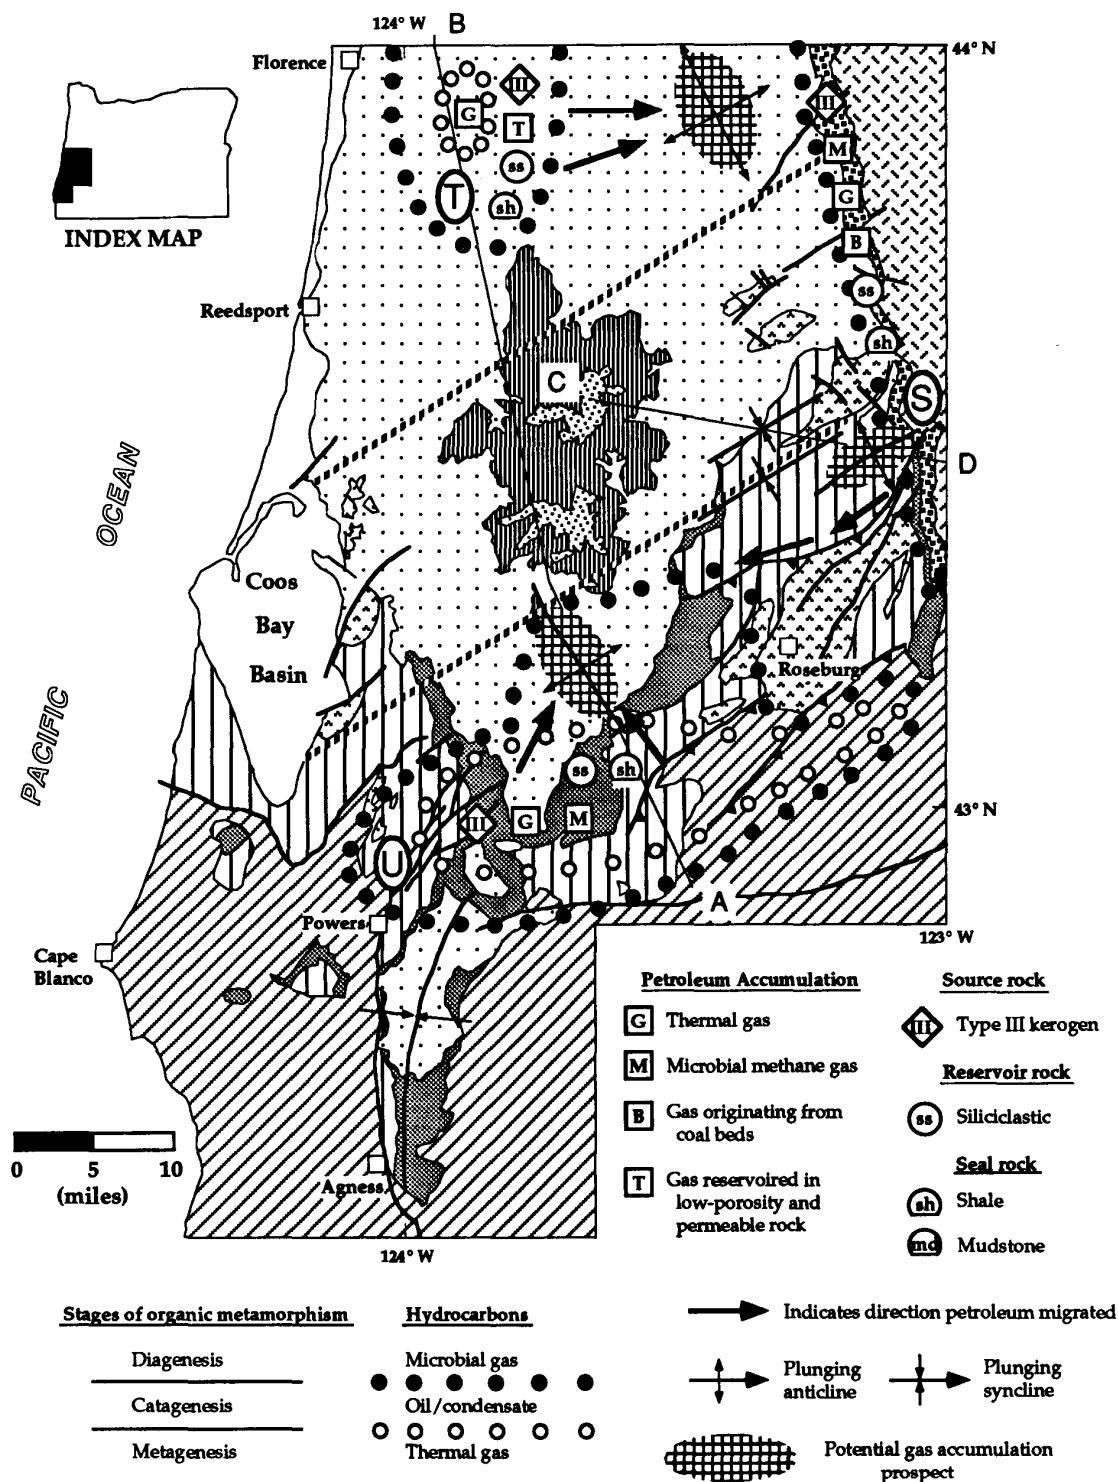 124° W B
Florence
44° N
III
G
T
ss
sh
T
III
M
G
B
ss
sh
S
INDEX MAP
Reedsport
C
D
OCEAN
PACIFIC
Coos
Bay
Basin
Roseburg
ss
sh
III
G
M
U
43° N
A
Powers
Cape
Blanco
123° W
Agness
0 5 10
(miles)
124° W
Petroleum Accumulation
G Thermal gas
M Microbial methane gas
B Gas originating from
coal beds
T Gas reservoired in
low-porosity and
permeable rock
Source rock
III Type III kerogen
Reservoir rock
ss Siliciclastic
Seal rock
sh Shale
md Mudstone
Stages of organic metamorphism
Diagenesis
Catagenesis
Metagenesis
Hydrocarbons
Microbial gas
Oil/condensate
Thermal gas
Indicates direction petroleum migrated
Plunging
anticline
Plunging
syncline
Potential gas accumulation
prospect